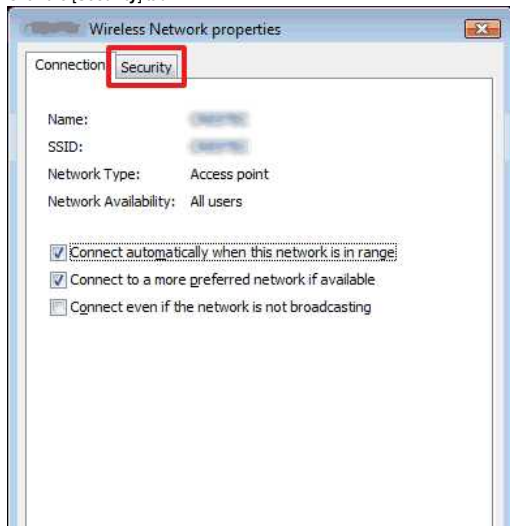 Wireless Network properties
Connection Security
Name:
SSID:
Network Type: Access point
Network Availability: All users
Connect automatically when this network is in range
Connect to a more preferred network if available
Connect even if the network is not broadcasting